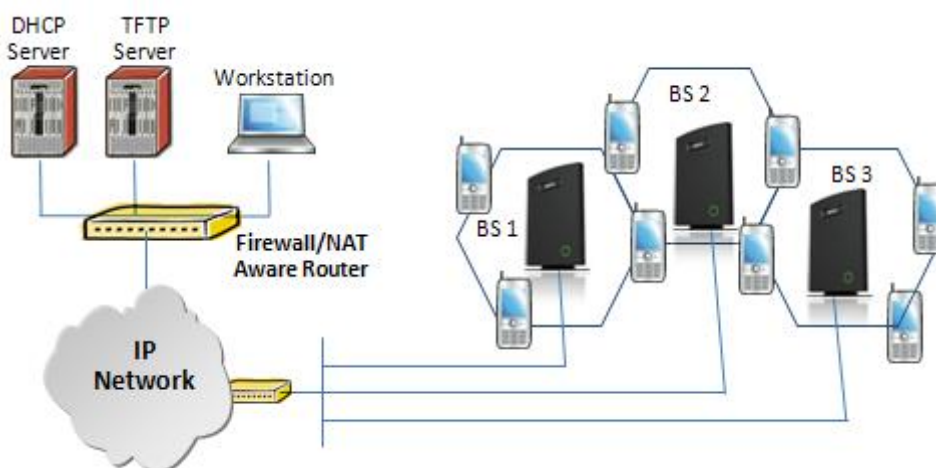 DHCP
Server
TFTP
Server
Workstation
Firewall/NAT
Aware Router
IP
Network
BS 1
BS 2
BS 3